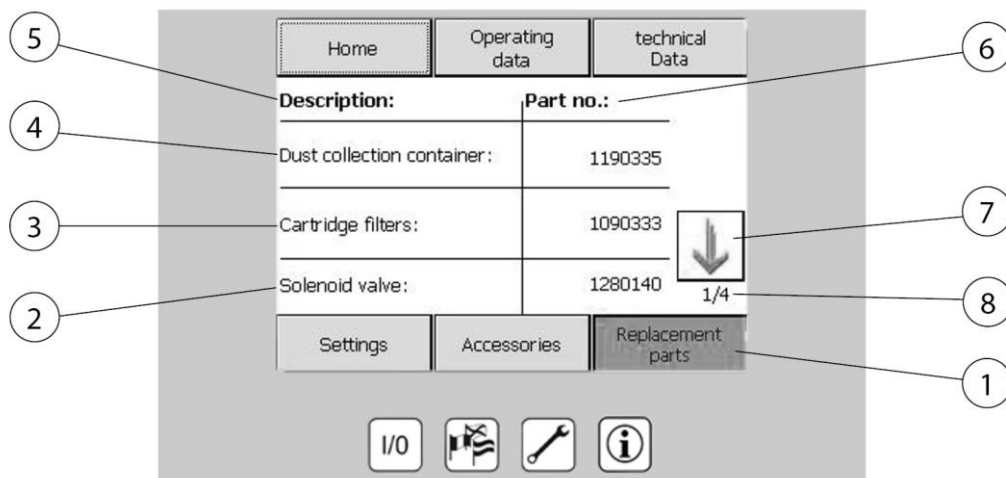 5
6
4
3
7
2
8
1
Home
Operating
data
technical
Data
Description:
Part no.:
Dust collection container:
1190335
Cartridge filters:
1090333
Solenoid valve:
1280140
1/4
Settings
Accessories
Replacement
parts
I/0
i